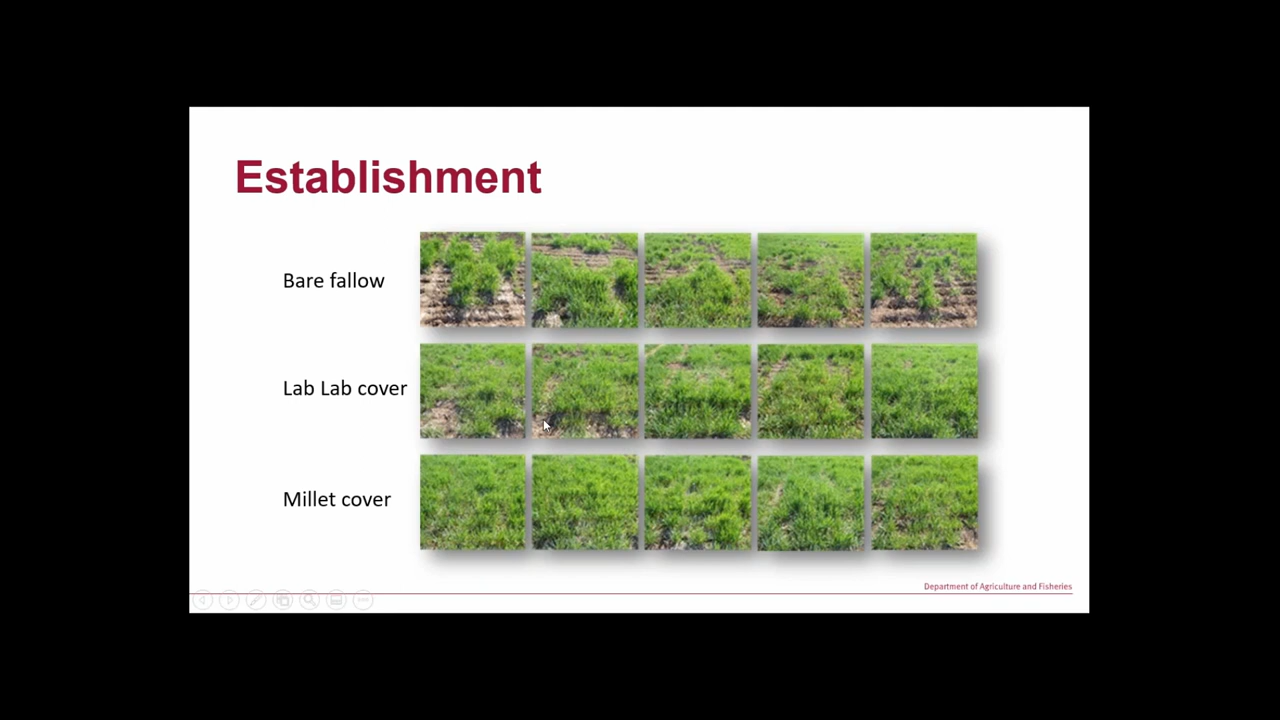 Establishment
Bare fallow
Lab Lab cover
Millet cover
Department of Agriculture and Fisheries